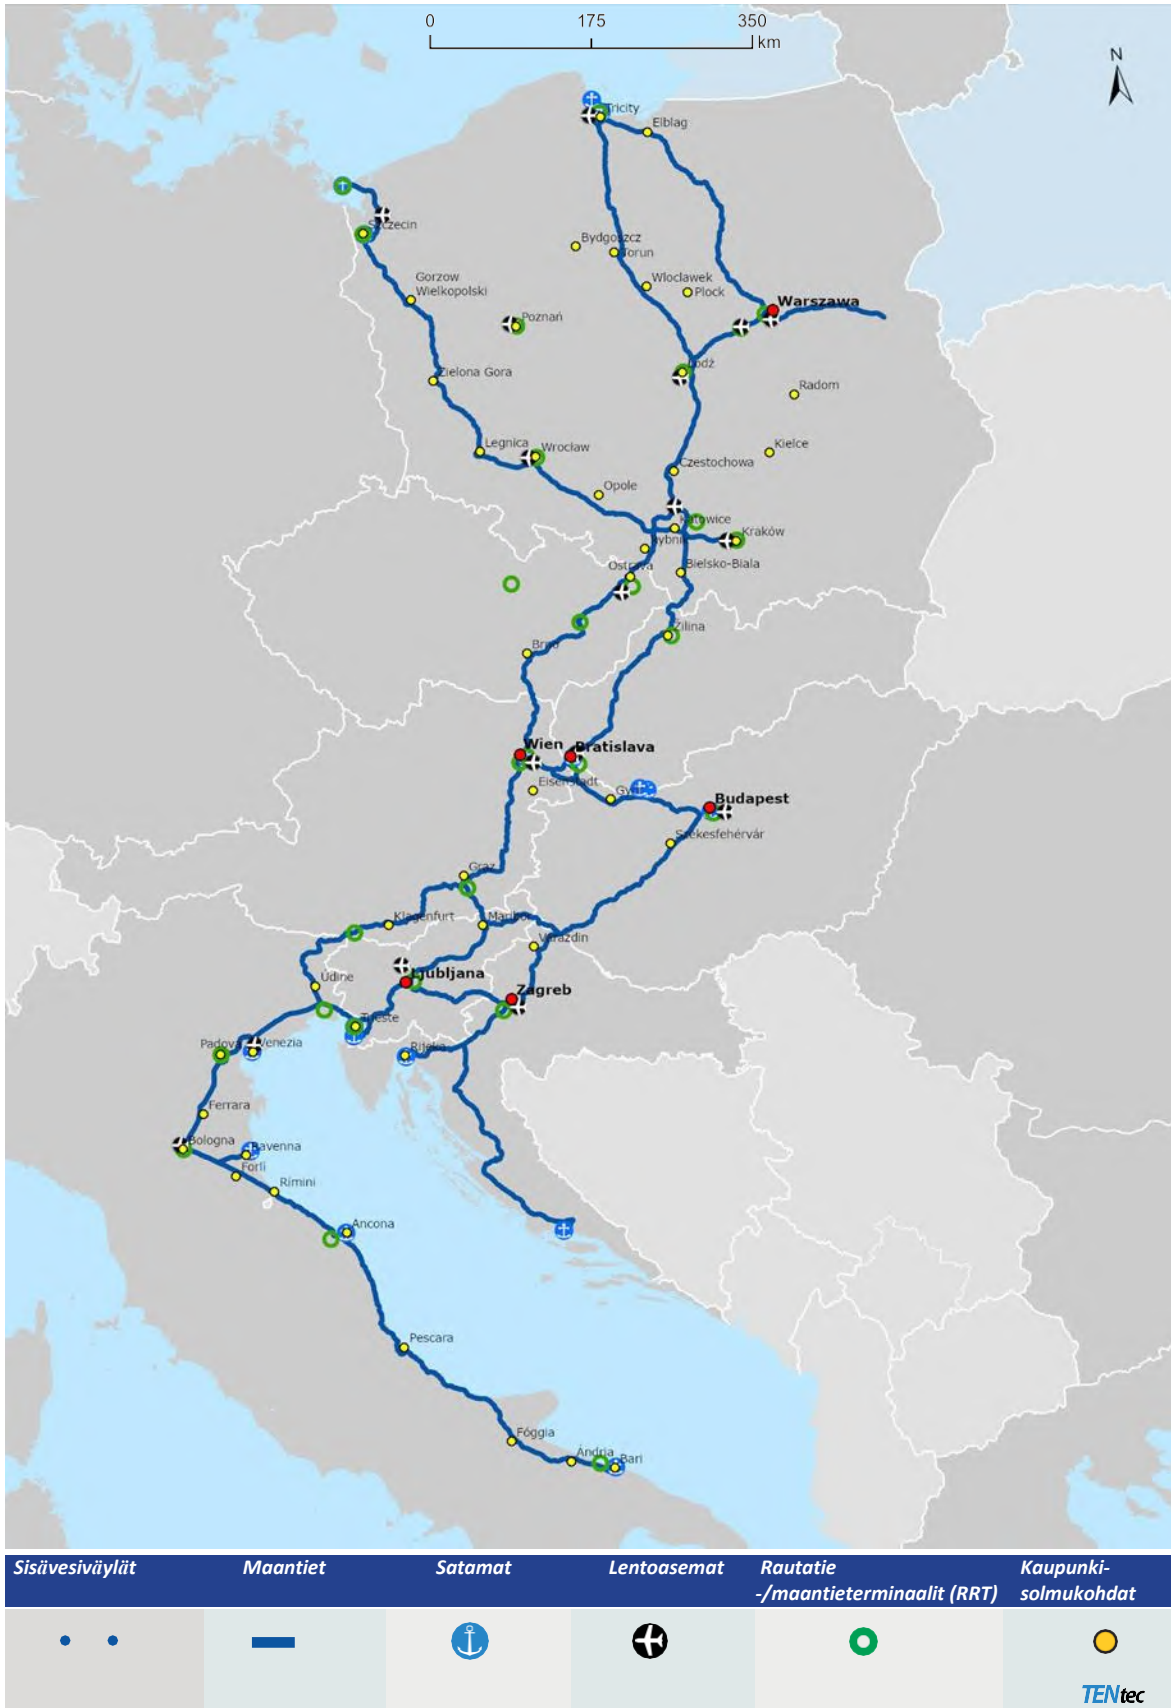 0 175 350
km
N
Tricity
Elblag
Szczecin
Bydgoszcz
Torun
Gorzow
Wielkopolski
Wloclawek
Plock
Warszawa
Poznań
Łódź
Zielona Gora
Radom
Legnica
Wrocław
Kielce
Czestochowa
Opole
Katowice
Kraków
Rybnik
Ostrava
Bielsko-Biala
Žilina
Brno
Wien
Bratislava
Eisenstadt
Győr
Budapest
Székesfehérvár
Graz
Klagenfurt
Maribor
Varazdin
Ljubljana
Údine
Zagreb
Trieste
Padova
Venezia
Rijeka
Ferrara
Bologna
Ravenna
Forlì
Rimini
Ancona
Pescara
Fóggia
Ándria
Bari
Sisävesiväylät Maantiet Satamat Lentoasemat Rautatie Kaupunki-
-/maantieterminaalit (RRT) solmukohdat
TENtec